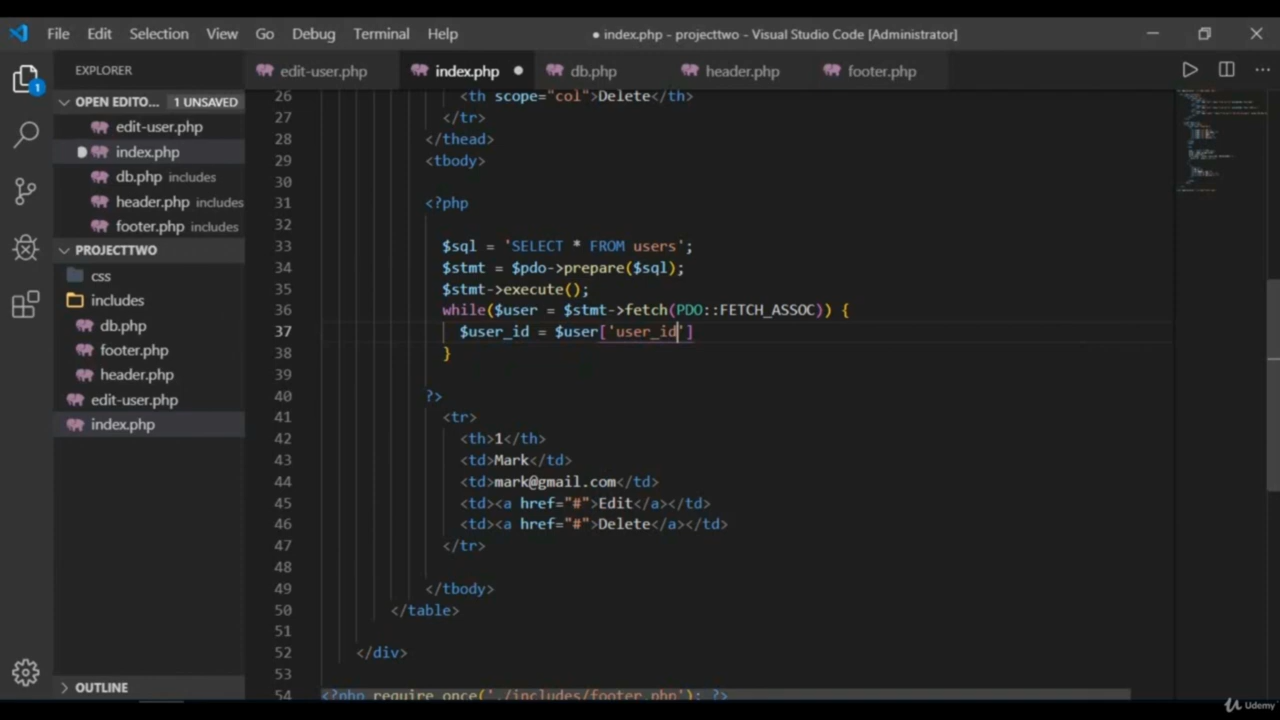 File Edit Selection View Go Debug Terminal Help ● index.php - projecttwo - Visual Studio Code [Administrator]
EXPLORER
edit-user.php index.php db.php header.php footer.php
1
OPEN EDITO... 1 UNSAVED
edit-user.php
index.php
db.php includes
header.php includes
footer.php includes
PROJECTTWO
css
includes
db.php
footer.php
header.php
edit-user.php
index.php
OUTLINE
26 <th scope="col">Delete</th>
27 </tr>
28 </thead>
29 <tbody>
30
31 <?php
32
33 $sql = 'SELECT * FROM users';
34 $stmt = $pdo->prepare($sql);
35 $stmt->execute();
36 while($user = $stmt->fetch(PDO::FETCH_ASSOC)) {
37 $user_id = $user['user_id']
38 }
39
40 ?>
41 <tr>
42 <th>1</th>
43 <td>Mark</td>
44 <td>mark@gmail.com</td>
45 <td><a href="#">Edit</a></td>
46 <td><a href="#">Delete</a></td>
47 </tr>
48
49 </tbody>
50 </table>
51
52 </div>
53
54 <?php require_once('./includes/footer.php'); ?>
Udemy